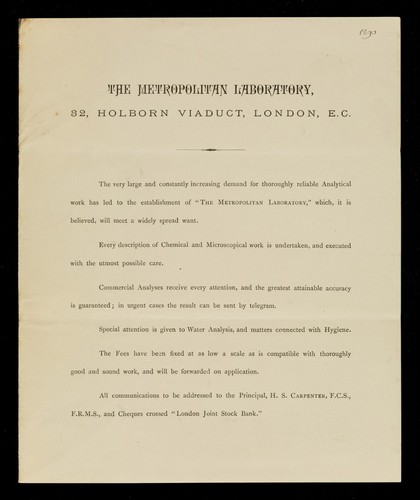 1890
THE METROPOLITAN LABORATORY,
32, HOLBORN VIADUCT, LONDON, E.C.
The very large and constantly increasing demand for thoroughly reliable Analytical
work has led to the establishment of "THE METROPOLITAN LABORATORY," which, it is
believed, will meet a widely spread want.
Every description of Chemical and Microscopical work is undertaken, and executed
with the utmost possible care.
Commercial Analyses receive every attention, and the greatest attainable accuracy
is guaranteed; in urgent cases the result can be sent by telegram.
Special attention is given to Water Analysis, and matters connected with Hygiene.
The Fees have been fixed at as low a scale as is compatible with thoroughly
good and sound work, and will be forwarded on application.
All communications to be addressed to the Principal, H. S. CARPENTER, F.C.S.,
F.R.M.S., and Cheques crossed "London Joint Stock Bank."